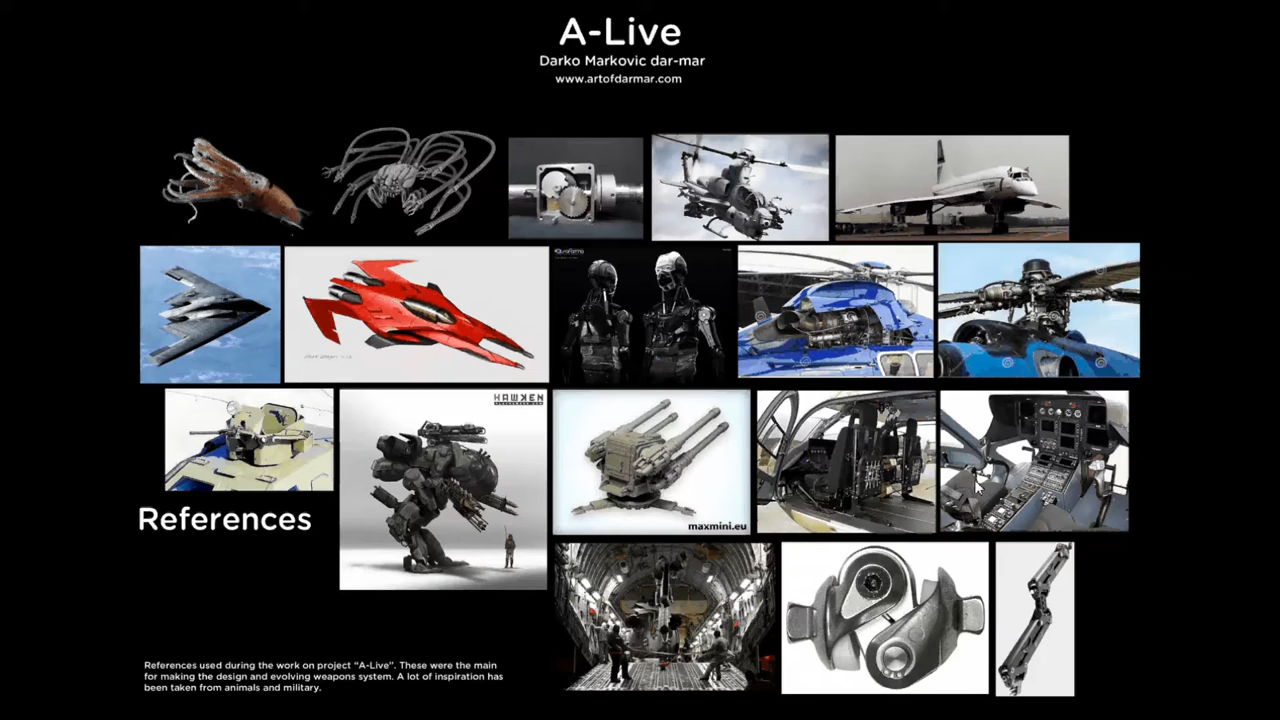 A-Live
Darko Markovic dar-mar
www.artofdarmar.com
HAWKEN
maxmini.eu
References
References used during the work on project “A-Live”. These were the main
for making the design and evolving weapons system. A lot of inspiration has
been taken from animals and military.